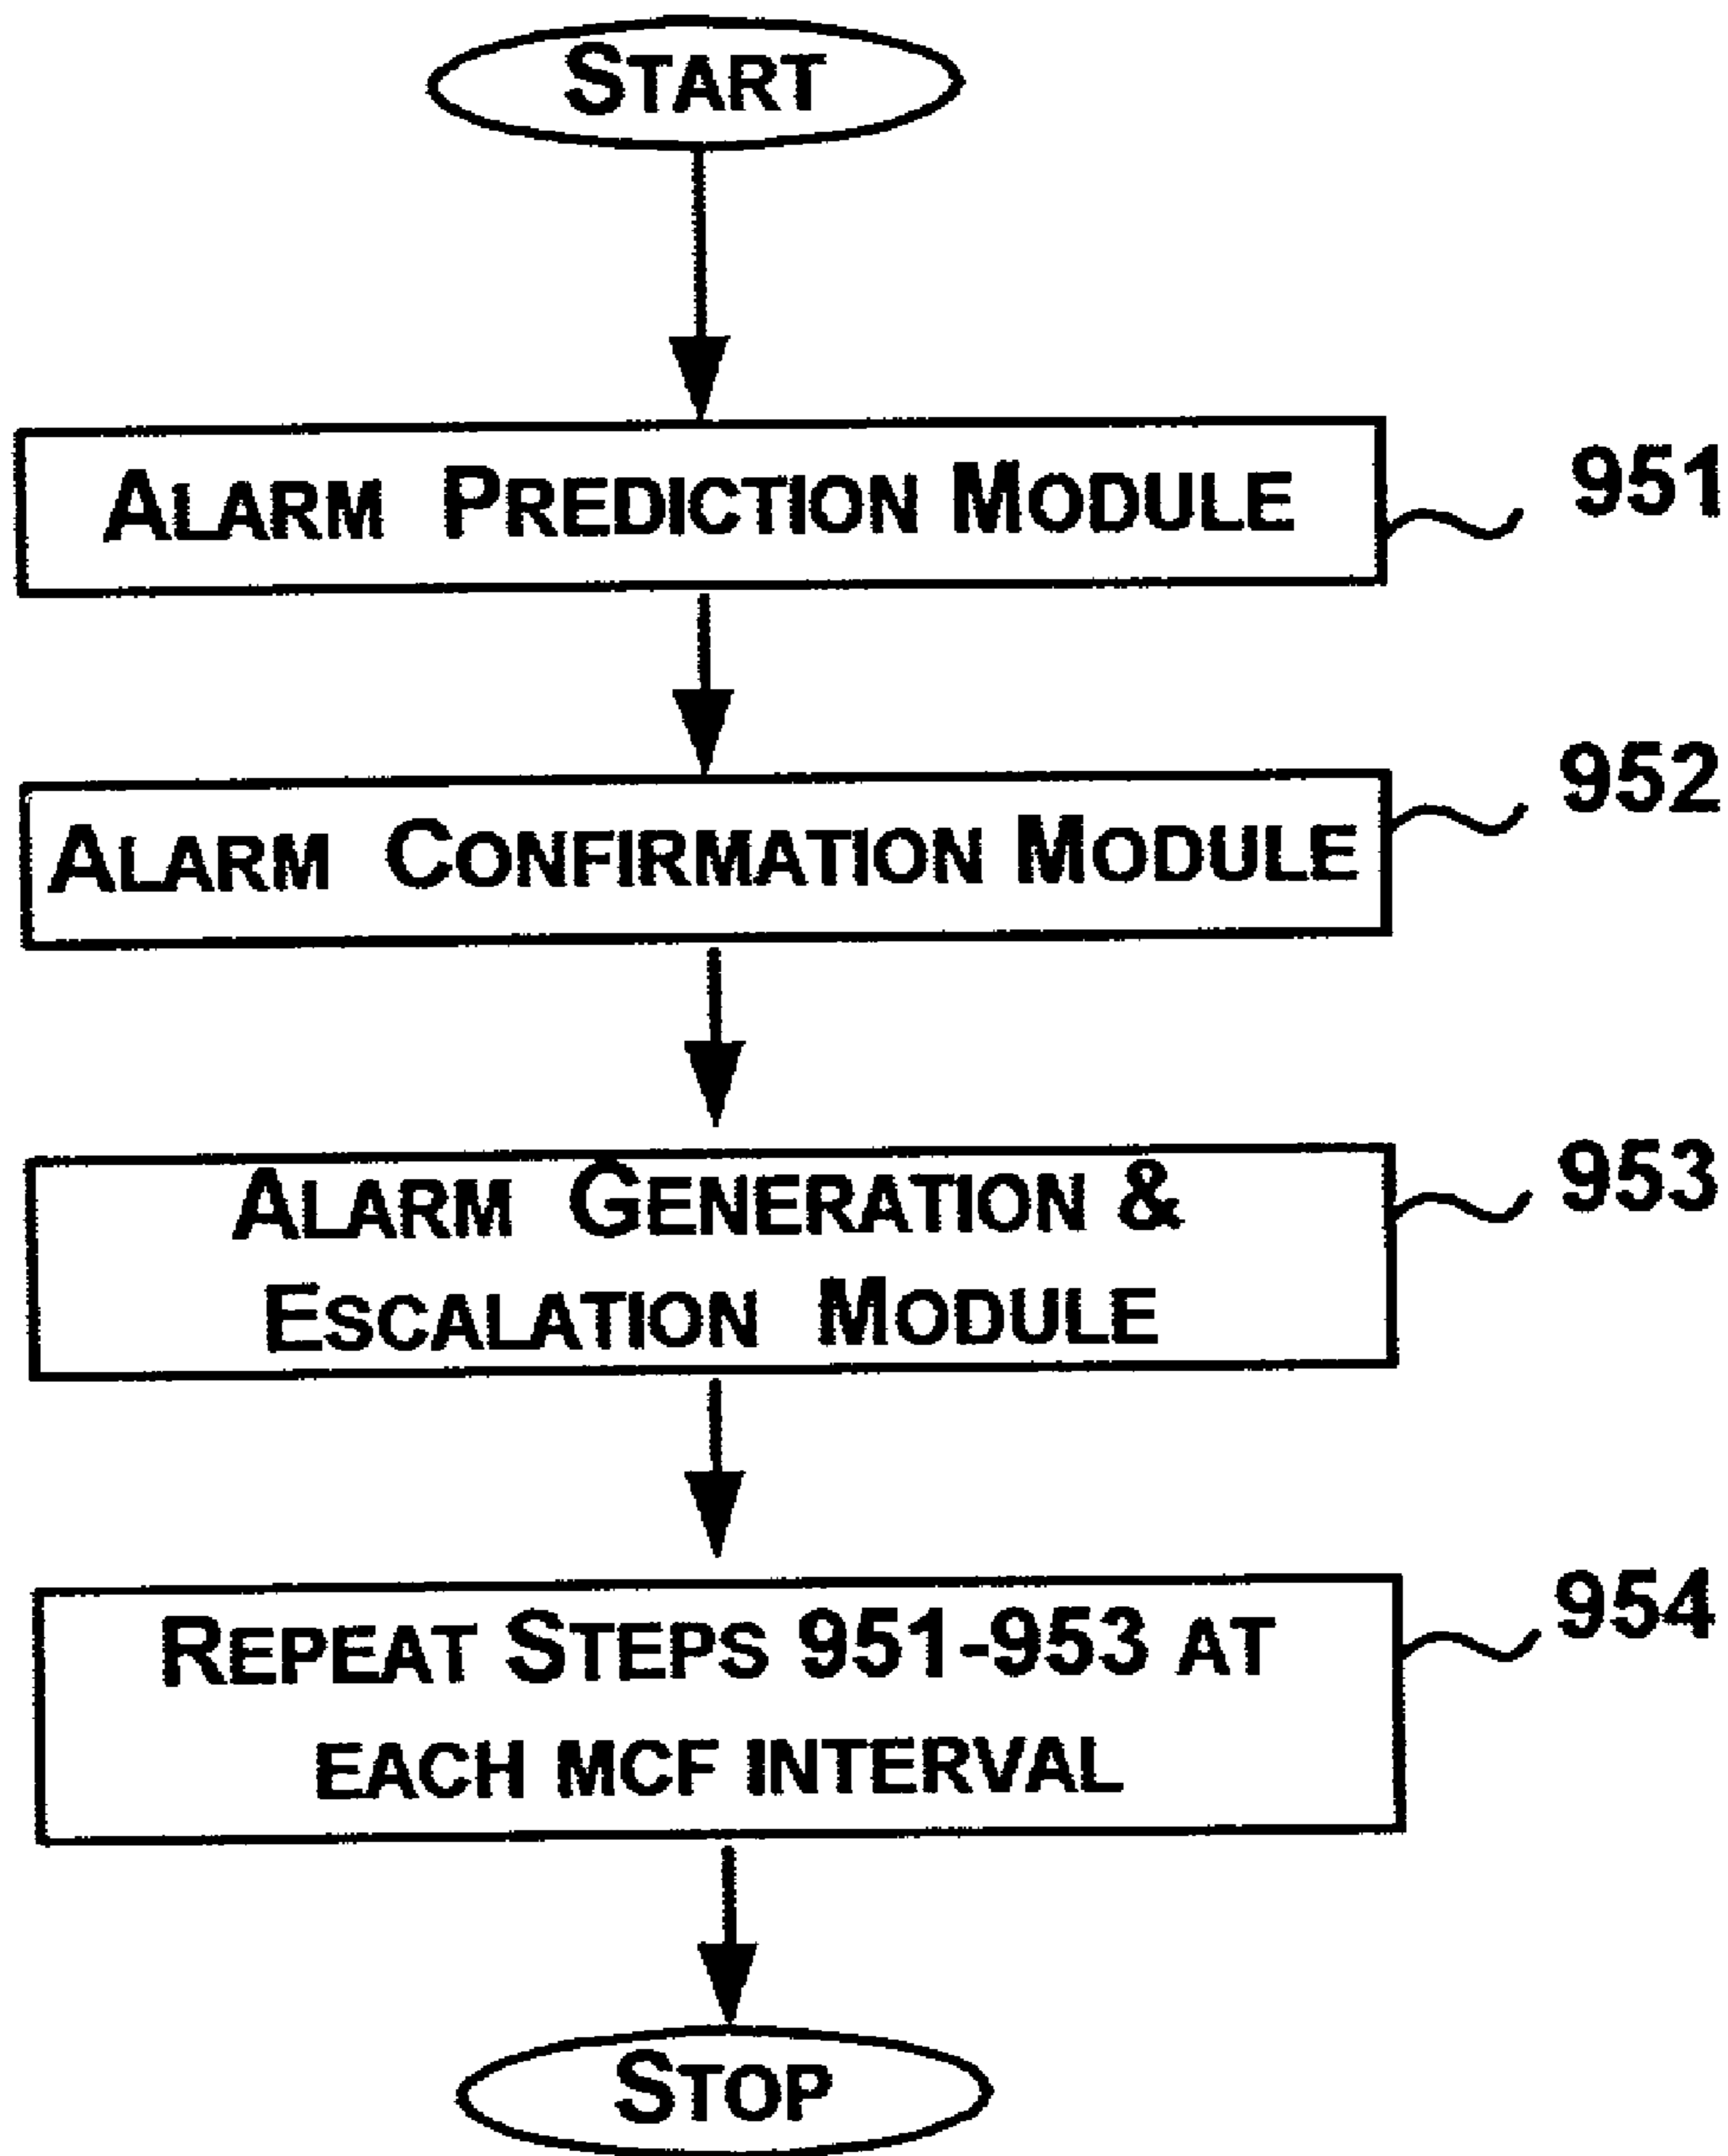 START
ALARM PREDICTION MODULE
951
ALARM CONFIRMATION MODULE
952
ALARM GENERATION &
953
ESCALATION MODULE
REPEAT STEPS 951-953 AT
954
EACH MCF INTERVAL
STOP